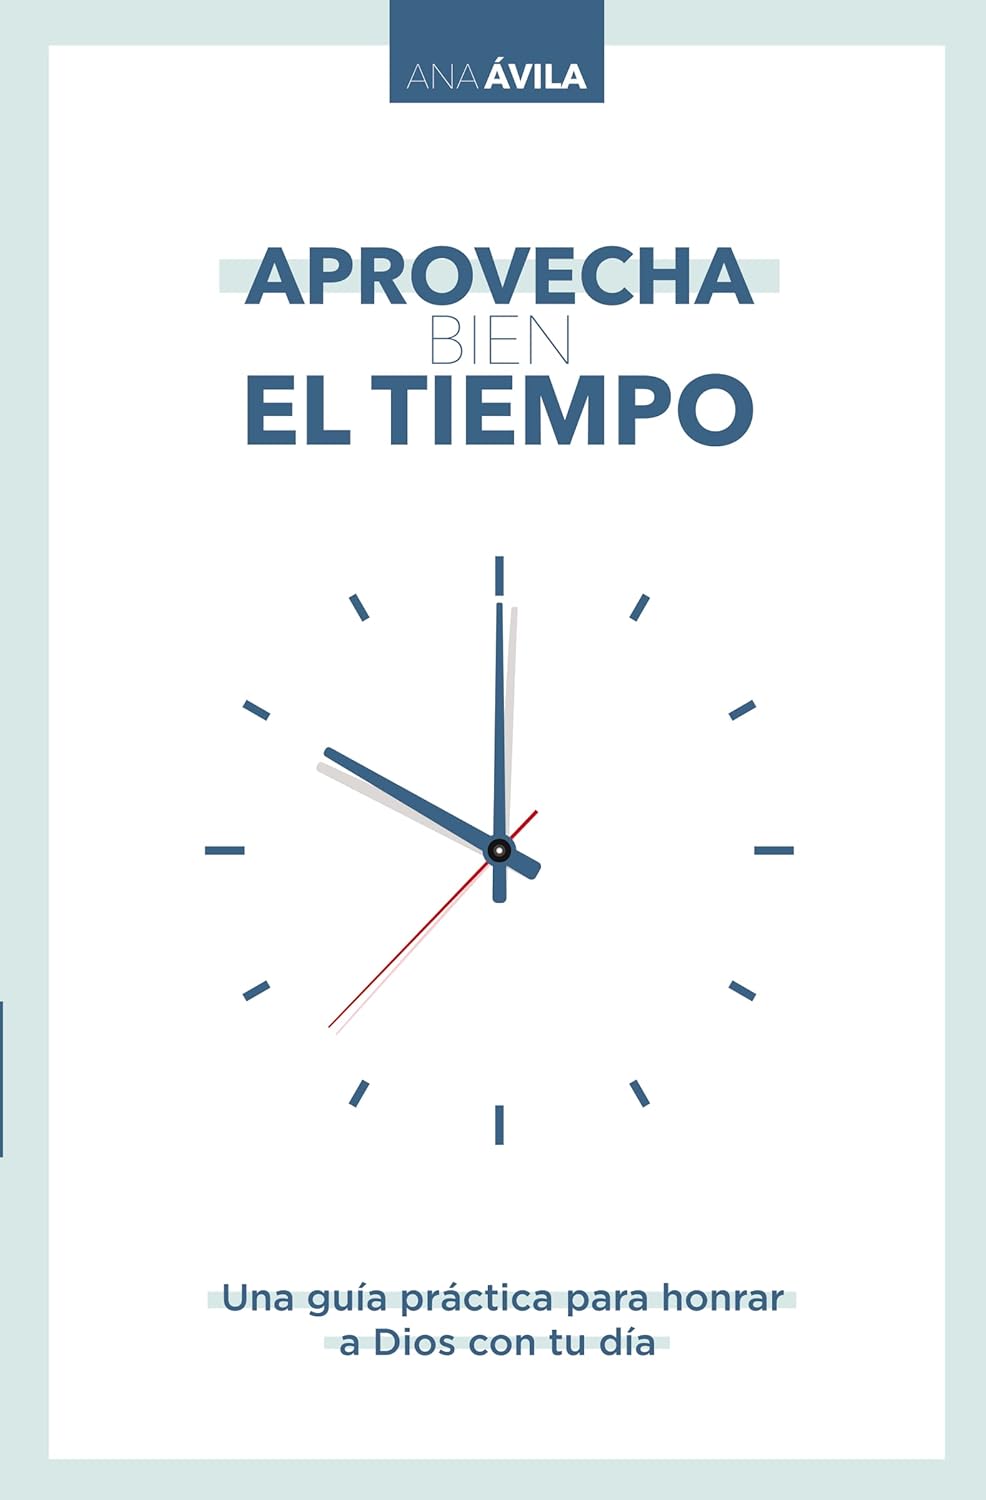 ANA ÁVILA
APROVECHA
BIEN
EL TIEMPO
Una guía práctica para honrar
a Dios con tu día